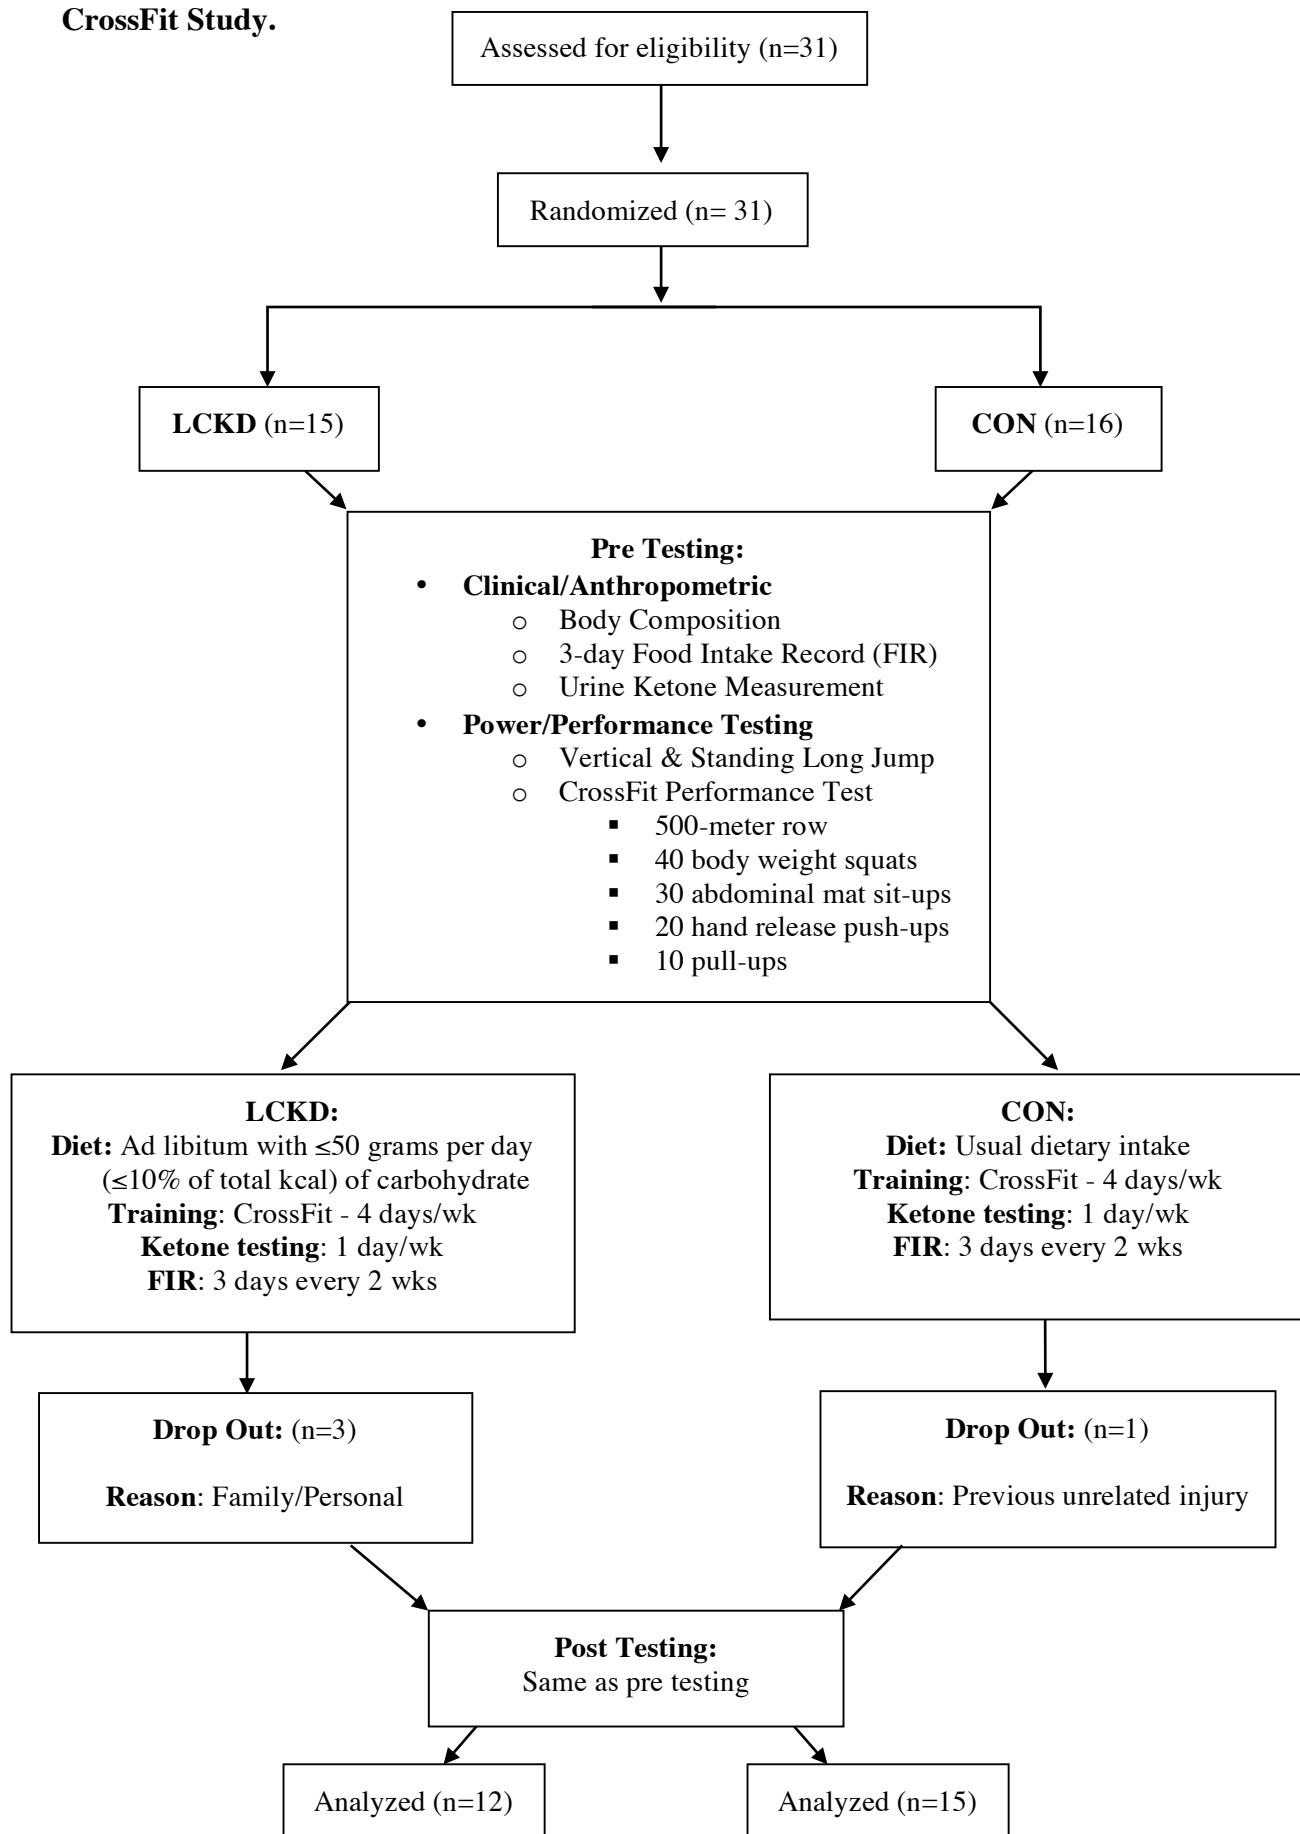 CrossFit Study.
Assessed for eligibility (n=31)
Randomized (n= 31)
LCKD (n=15)
CON (n=16)
Pre Testing:
• Clinical/Anthropometric
o Body Composition
o 3-day Food Intake Record (FIR)
o Urine Ketone Measurement
• Power/Performance Testing
o Vertical & Standing Long Jump
o CrossFit Performance Test
▪ 500-meter row
▪ 40 body weight squats
▪ 30 abdominal mat sit-ups
▪ 20 hand release push-ups
▪ 10 pull-ups
LCKD:
Diet: Ad libitum with ≤50 grams per day
(≤10% of total kcal) of carbohydrate
Training: CrossFit - 4 days/wk
Ketone testing: 1 day/wk
FIR: 3 days every 2 wks
CON:
Diet: Usual dietary intake
Training: CrossFit - 4 days/wk
Ketone testing: 1 day/wk
FIR: 3 days every 2 wks
Drop Out: (n=3)
Reason: Family/Personal
Drop Out: (n=1)
Reason: Previous unrelated injury
Post Testing:
Same as pre testing
Analyzed (n=12)
Analyzed (n=15)